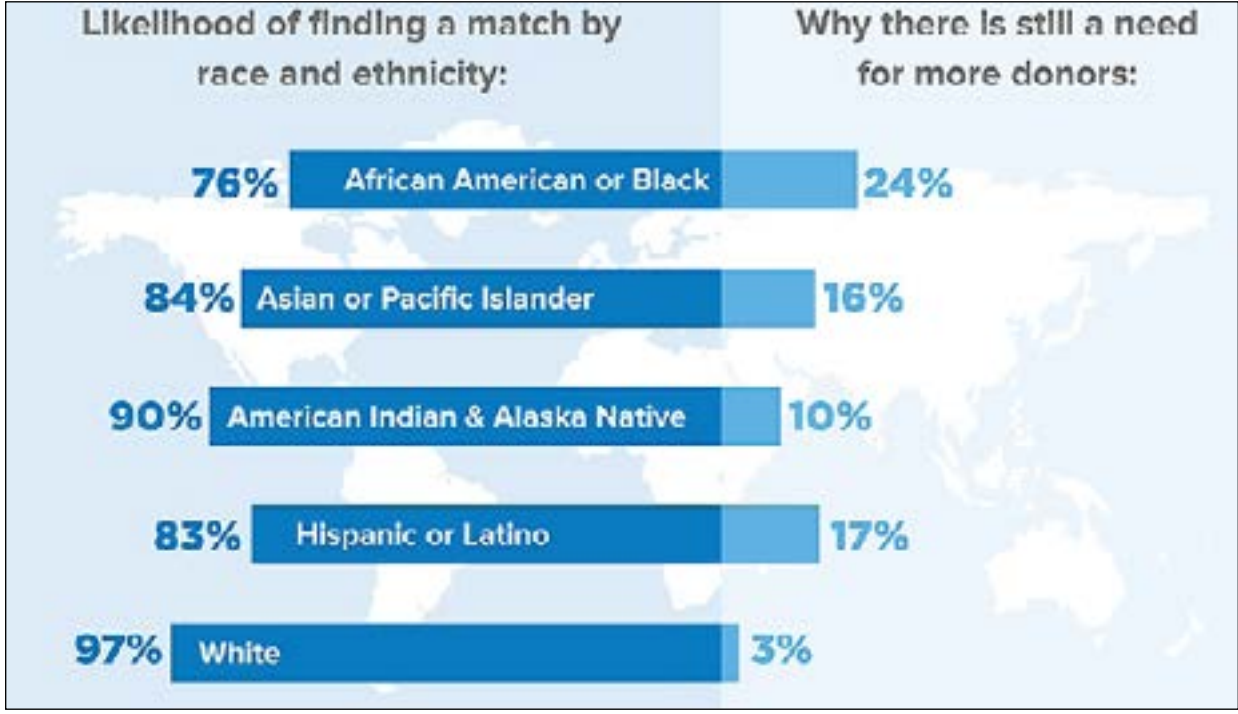 Likelihood of finding a match by
race and ethnicity:
Why there is still a need
for more donors:
76% African American or Black 24%
84% Asian or Pacific Islander 16%
90% American Indian & Alaska Native 10%
83% Hispanic or Latino 17%
97% White 3%